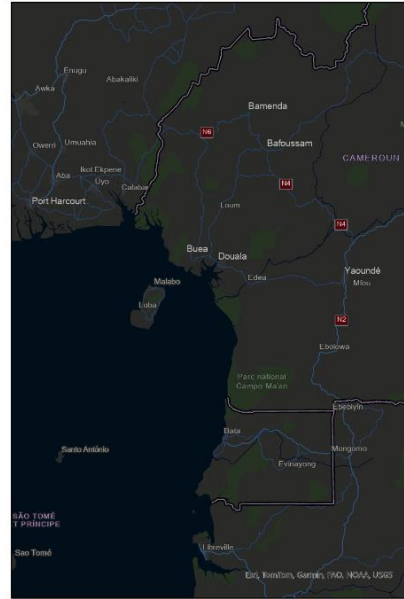 Enugu
Abakaliki
Awka
Bamenda
N6
Owerri
Umuahia
Bafoussam
CAMEROUN
Ikot Ekpene
Aba
Uyo
Calabar
N4
Port Harcourt
Loum
N4
Buea
Douala
Yaoundé
Malabo
Edea
Mfou
Luba
N2
Ebolowa
Parc national
Campo Ma'an
Ebebiyin
Bata
Mongomo
Santo António
Evinayong
SÃO TOMÉ
T PRÍNCIPE
Sao Tomé
Libreville
Esri, TomTom, Garmin, FAO, NOAA, USGS